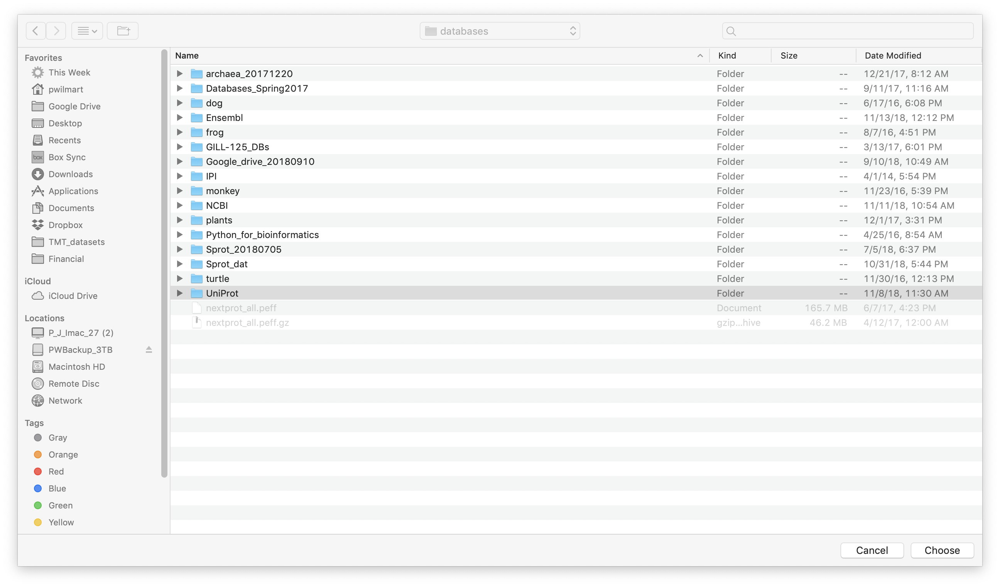 databases
Favorites
This Week
pwilmart
Google Drive
Desktop
Recents
box Box Sync
Downloads
Applications
Documents
Dropbox
TMT_datasets
Financial
iCloud
iCloud Drive
Locations
P_J_Imac_27 (2)
PWBackup_3TB
Macintosh HD
Remote Disc
Network
Tags
Gray
Orange
Red
Blue
Green
Yellow
Name Kind Size Date Modified
archaea_20171220 Folder -- 12/21/17, 8:12 AM
Databases_Spring2017 Folder -- 9/11/17, 11:16 AM
dog Folder -- 6/17/16, 6:08 PM
Ensembl Folder -- 11/13/18, 12:12 PM
frog Folder -- 8/7/16, 4:51 PM
GILL-125_DBs Folder -- 3/13/17, 6:01 PM
Google_drive_20180910 Folder -- 9/10/18, 10:49 AM
IPI Folder -- 4/1/14, 5:54 PM
monkey Folder -- 11/23/16, 5:39 PM
NCBI Folder -- 11/11/18, 10:54 AM
plants Folder -- 12/1/17, 3:31 PM
Python_for_bioinformatics Folder -- 4/25/16, 8:54 AM
Sprot_20180705 Folder -- 7/5/18, 6:37 PM
Sprot_dat Folder -- 10/31/18, 5:44 PM
turtle Folder -- 11/30/16, 12:13 PM
UniProt Folder -- 11/8/18, 11:30 AM
nextprot_all.peff Document 165.7 MB 6/7/17, 4:23 PM
nextprot_all.peff.gz gzip...hive 46.2 MB 4/12/17, 12:00 AM
Cancel Choose